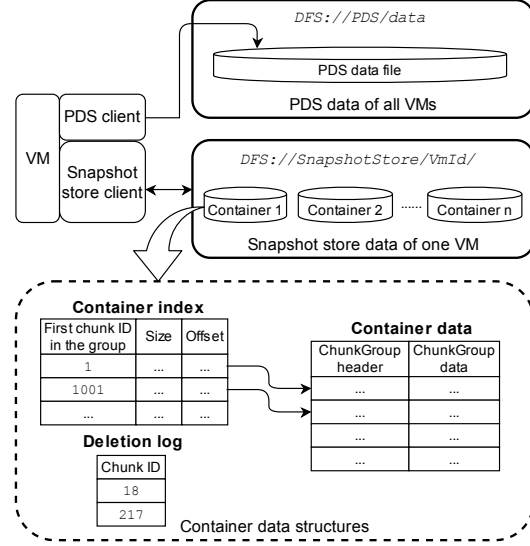 DFS://PDS/data
PDS data file
PDS data of all VMs
VM
PDS client
Snapshot
store client
DFS://SnapshotStore/VmId/
Container 1
Container 2
......
Container n
Snapshot store data of one VM
Container index
First chunk ID
in the group
Size
Offset
1
...
...
1001
...
...
...
...
...
Container data
ChunkGroup
header
ChunkGroup
data
...
...
...
...
...
...
...
...
Deletion log
Chunk ID
18
217
Container data structures